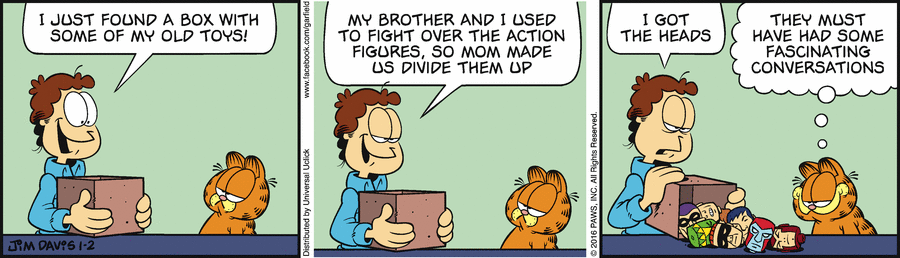 I JUST FOUND A BOX WITH
SOME OF MY OLD TOYS!
JIM DAVIS 1-2
www.facebook.com/garfield
Distributed by Universal Uclick
MY BROTHER AND I USED
TO FIGHT OVER THE ACTION
FIGURES, SO MOM MADE
US DIVIDE THEM UP
© 2016 PAWS, INC. All Rights Reserved.
I GOT
THE HEADS
THEY MUST
HAVE HAD SOME
FASCINATING
CONVERSATIONS